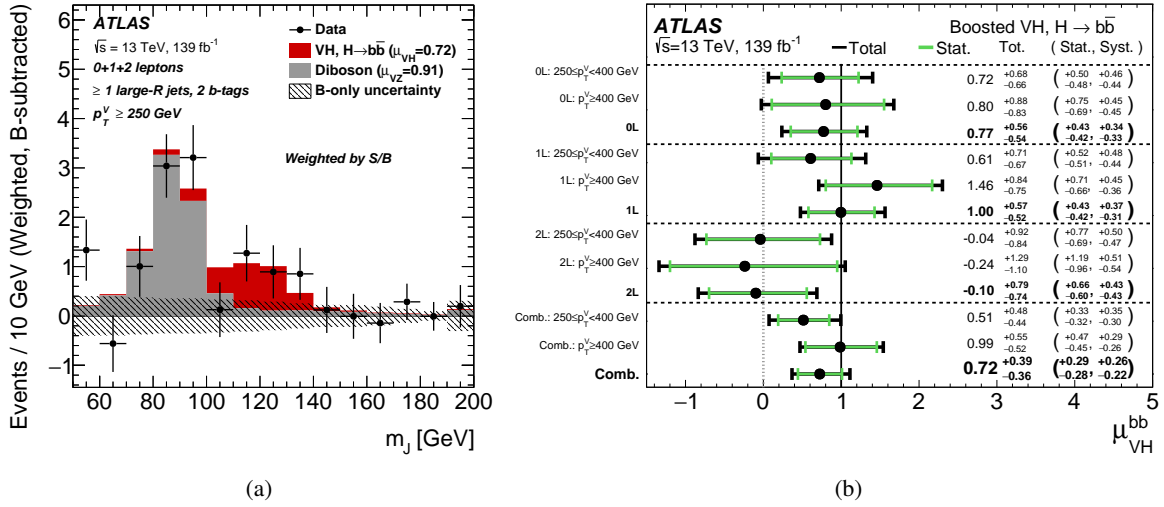 ATLAS
√s = 13 TeV, 139 fb⁻¹
0+1+2 leptons
≥ 1 large-R jets, 2 b-tags
p_T^V ≥ 250 GeV
Data
VH, H→bb̄ (μ_VH=0.72)
Diboson (μ_VZ=0.91)
B-only uncertainty
Weighted by S/B
Events / 10 GeV (Weighted, B-subtracted)
6
5
4
3
2
1
0
−1
60 80 100 120 140 160 180 200
m_J [GeV]
(a)
ATLAS
√s=13 TeV, 139 fb⁻¹
Total Stat.
Boosted VH, H → bb̄
Tot. ( Stat., Syst. )
0L: 250≤p_T^V<400 GeV 0.72 +0.68 −0.66 ( +0.50 −0.48 , +0.46 −0.44 )
0L: p_T^V≥400 GeV 0.80 +0.88 −0.83 ( +0.75 −0.69 , +0.45 −0.45 )
0L 0.77 +0.56 −0.54 ( +0.43 −0.42 , +0.34 −0.33 )
1L: 250≤p_T^V<400 GeV 0.61 +0.71 −0.67 ( +0.52 −0.51 , +0.48 −0.44 )
1L: p_T^V≥400 GeV 1.46 +0.84 −0.75 ( +0.71 −0.66 , +0.45 −0.36 )
1L 1.00 +0.57 −0.52 ( +0.43 −0.42 , +0.37 −0.31 )
2L: 250≤p_T^V<400 GeV -0.04 +0.92 −0.84 ( +0.77 −0.69 , +0.50 −0.47 )
2L: p_T^V≥400 GeV -0.24 +1.29 −1.10 ( +1.19 −0.96 , +0.51 −0.54 )
2L -0.10 +0.79 −0.74 ( +0.66 −0.60 , +0.43 −0.43 )
Comb.: 250≤p_T^V<400 GeV 0.51 +0.48 −0.44 ( +0.33 −0.32 , +0.35 −0.30 )
Comb.: p_T^V≥400 GeV 0.99 +0.55 −0.52 ( +0.47 −0.45 , +0.29 −0.26 )
Comb. 0.72 +0.39 −0.36 ( +0.29 −0.28 , +0.26 −0.22 )
−1 0 1 2 3 4 5
μ_VH^bb
(b)